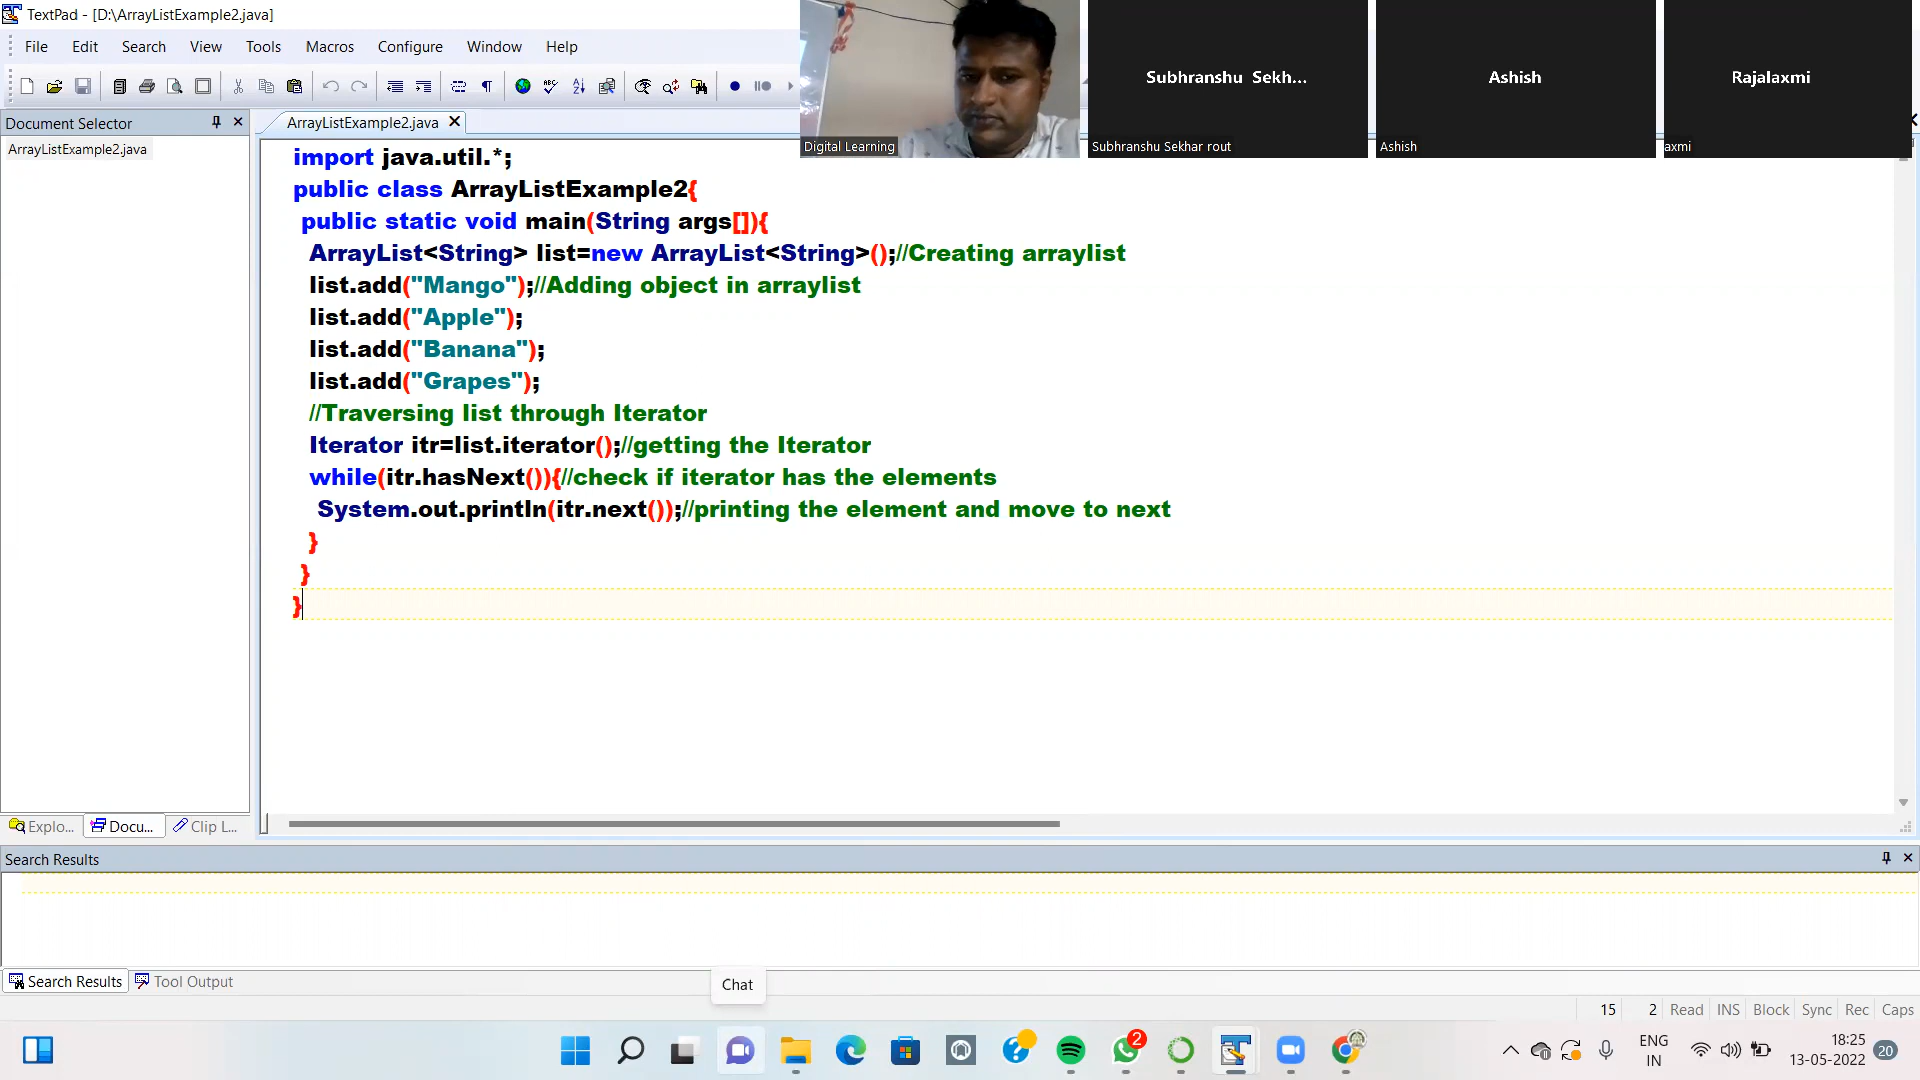 TextPad - [D:\ArrayListExample2.java]
File Edit Search View Tools Macros Configure Window Help
Subhranshu Sekh...
Ashish
Rajalaxmi
Digital Learning
Subhranshu Sekhar rout
Ashish
axmi
Document Selector
ArrayListExample2.java
ArrayListExample2.java
import java.util.*;
public class ArrayListExample2{
public static void main(String args[]){
ArrayList<String> list=new ArrayList<String>();//Creating arraylist
list.add("Mango");//Adding object in arraylist
list.add("Apple");
list.add("Banana");
list.add("Grapes");
//Traversing list through Iterator
Iterator itr=list.iterator();//getting the Iterator
while(itr.hasNext()){//check if iterator has the elements
System.out.println(itr.next());//printing the element and move to next
}
}
}
Explo... Docu... Clip L...
Search Results
Search Results Tool Output
Chat
15 2 Read INS Block Sync Rec Caps
2
ENG
IN
18:25
13-05-2022
20